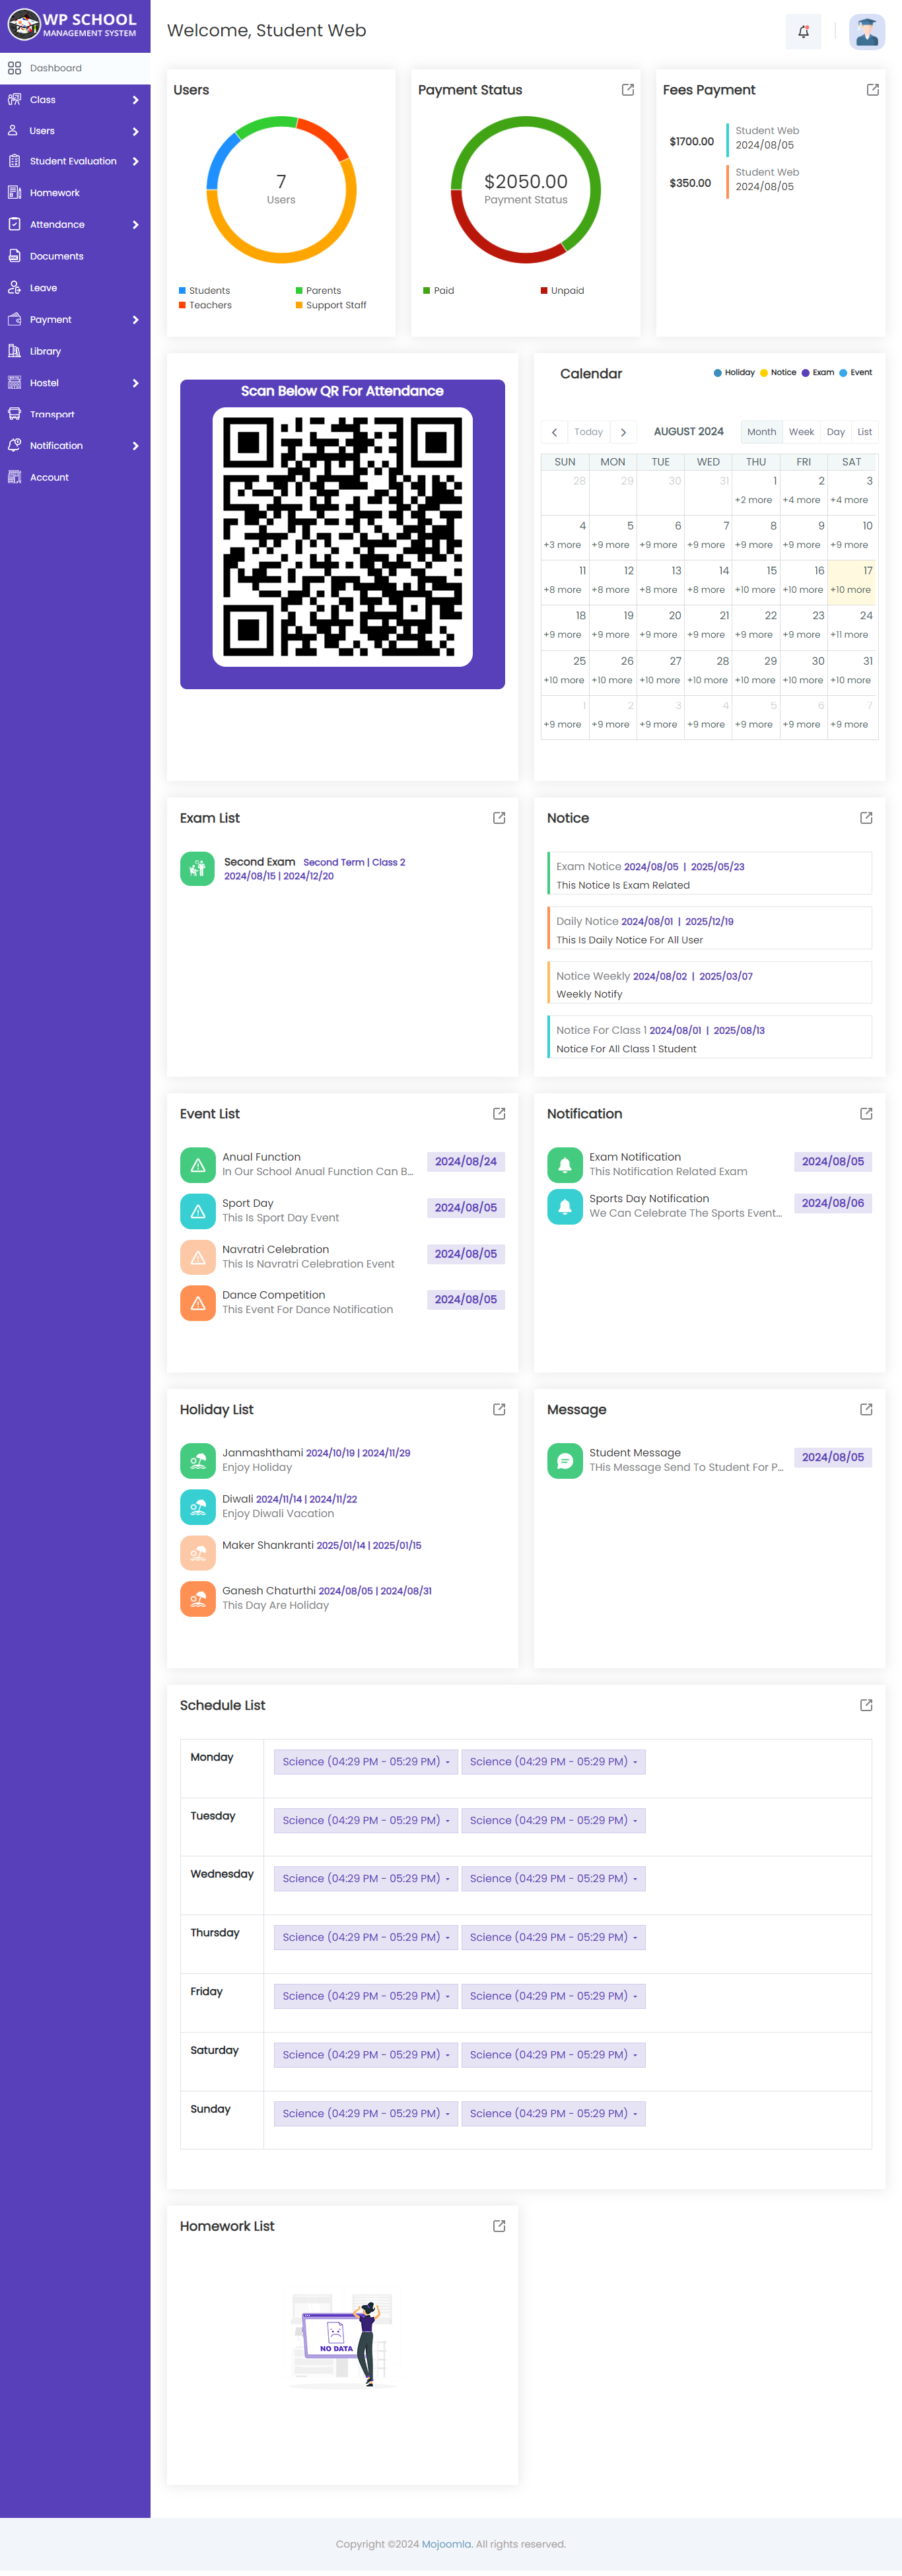 WP SCHOOL
MANAGEMENT SYSTEM
Dashboard
Class
Users
Student Evaluation
Homework
Attendance
Documents
Leave
Payment
Library
Hostel
Transport
Notification
Account
Welcome, Student Web
Users
7
Users
Students
Parents
Teachers
Support Staff
Payment Status
$2050.00
Payment Status
Paid
Unpaid
Fees Payment
$1700.00
Student Web
2024/08/05
$350.00
Student Web
2024/08/05
Scan Below QR For Attendance
Calendar
Holiday Notice Exam Event
Today
AUGUST 2024
Month Week Day List
SUN MON TUE WED THU FRI SAT
28 29 30 31 1 2 3
+2 more +4 more +4 more
4 5 6 7 8 9 10
+3 more +9 more +9 more +9 more +9 more +9 more +9 more
11 12 13 14 15 16 17
+8 more +8 more +8 more +8 more +10 more +10 more +10 more
18 19 20 21 22 23 24
+9 more +9 more +9 more +9 more +9 more +9 more +11 more
25 26 27 28 29 30 31
+10 more +10 more +10 more +10 more +10 more +10 more +10 more
1 2 3 4 5 6 7
+9 more +9 more +9 more +9 more +9 more +9 more +9 more
Exam List
Second Exam Second Term | Class 2
2024/08/15 | 2024/12/20
Notice
Exam Notice 2024/08/05 | 2025/05/23
This Notice Is Exam Related
Daily Notice 2024/08/01 | 2025/12/19
This Is Daily Notice For All User
Notice Weekly 2024/08/02 | 2025/03/07
Weekly Notify
Notice For Class 1 2024/08/01 | 2025/08/13
Notice For All Class 1 Student
Event List
Anual Function
In Our School Anual Function Can B...
2024/08/24
Sport Day
This Is Sport Day Event
2024/08/05
Navratri Celebration
This Is Navratri Celebration Event
2024/08/05
Dance Competition
This Event For Dance Notification
2024/08/05
Notification
Exam Notification
This Notification Related Exam
2024/08/05
Sports Day Notification
We Can Celebrate The Sports Event...
2024/08/06
Holiday List
Janmashthami 2024/10/19 | 2024/11/29
Enjoy Holiday
Diwali 2024/11/14 | 2024/11/22
Enjoy Diwali Vacation
Maker Shankranti 2025/01/14 | 2025/01/15
Ganesh Chaturthi 2024/08/05 | 2024/08/31
This Day Are Holiday
Message
Student Message
THis Message Send To Student For P...
2024/08/05
Schedule List
Monday Science (04:29 PM - 05:29 PM) Science (04:29 PM - 05:29 PM)
Tuesday Science (04:29 PM - 05:29 PM) Science (04:29 PM - 05:29 PM)
Wednesday Science (04:29 PM - 05:29 PM) Science (04:29 PM - 05:29 PM)
Thursday Science (04:29 PM - 05:29 PM) Science (04:29 PM - 05:29 PM)
Friday Science (04:29 PM - 05:29 PM) Science (04:29 PM - 05:29 PM)
Saturday Science (04:29 PM - 05:29 PM) Science (04:29 PM - 05:29 PM)
Sunday Science (04:29 PM - 05:29 PM) Science (04:29 PM - 05:29 PM)
Homework List
NO DATA
Copyright ©2024 Mojoomla. All rights reserved.